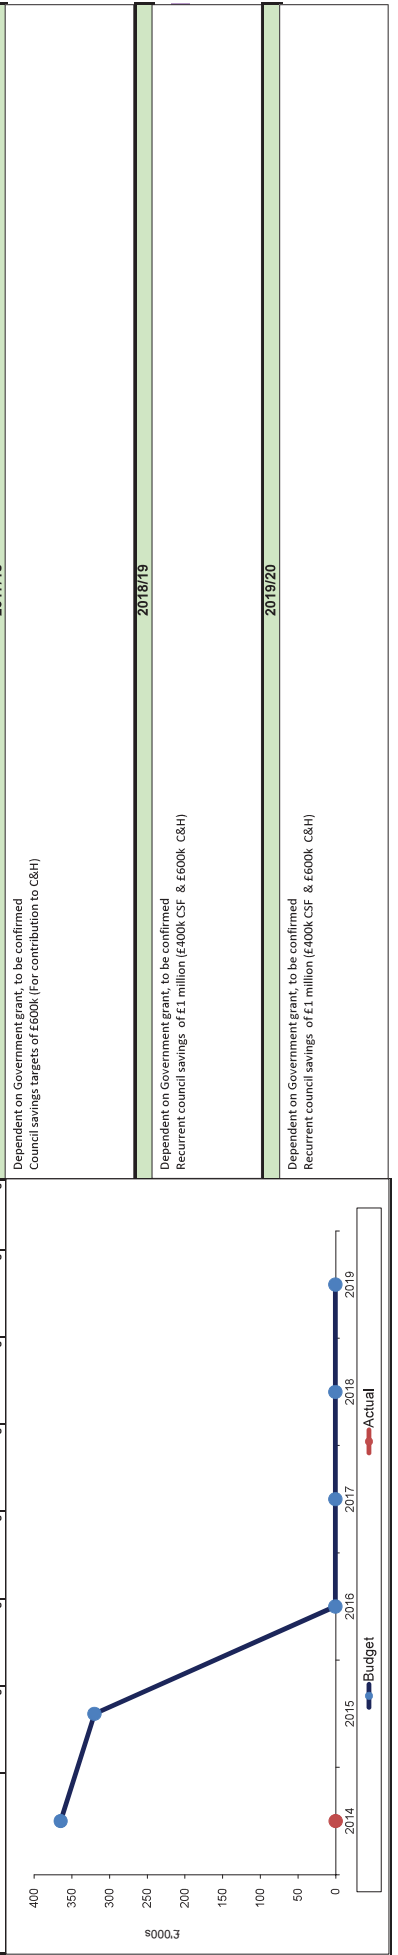 Dependent on Government grant, to be confirmed
Council savings targets of £600k (For contribution to C&H)
2018/19
Dependent on Government grant, to be confirmed
Recurrent council savings of £1 million (£400k CSF & £600k C&H)
2019/20
Dependent on Government grant, to be confirmed
Recurrent council savings of £1 million (£400k CSF & £600k C&H)
£'000s
400
350
300
250
200
150
100
50
0
2014
2015
2016
2017
2018
2019
Budget
Actual